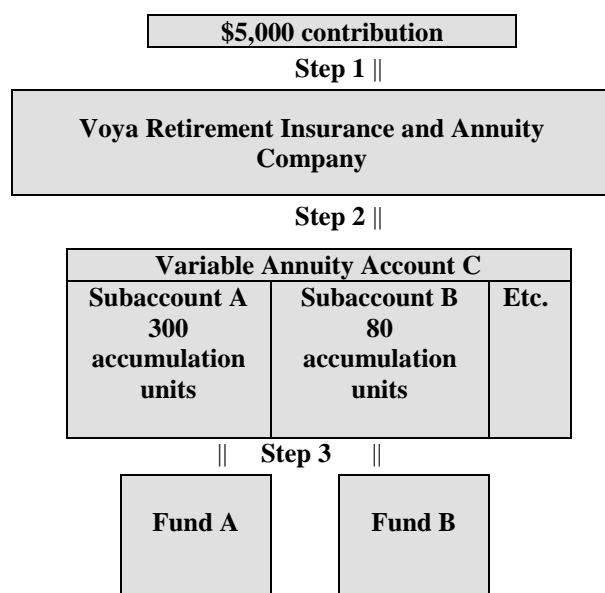 $5,000 contribution
Step 1 ||
Voya Retirement Insurance and Annuity
Company
Step 2 ||
Variable Annuity Account C
Subaccount A
300
accumulation
units
Subaccount B
80
accumulation
units
Etc.
|| Step 3 ||
Fund A
Fund B